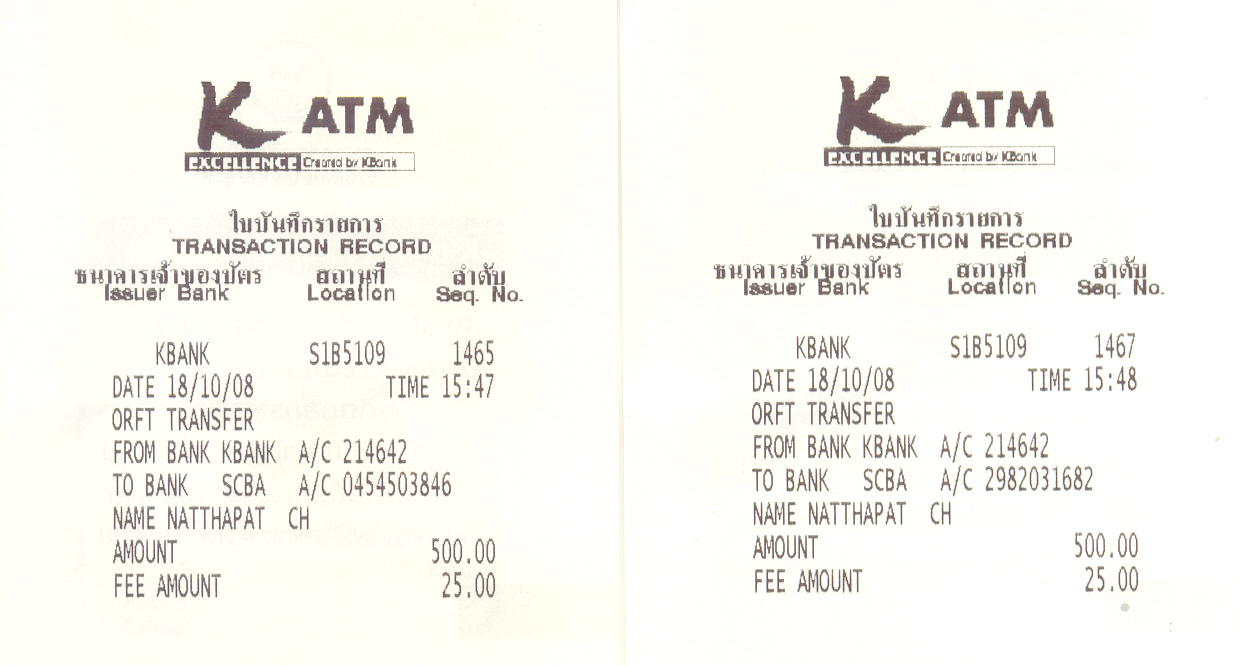 K ATM
EXCELLENCE Created by KBank
ใบบันทึกรายการ
TRANSACTION RECORD
ธนาคารเจ้าของบัตร สถานที่ ลำดับ
Issuer Bank Location Seq. No.
KBANK S1B5109 1465
DATE 18/10/08 TIME 15:47
ORFT TRANSFER
FROM BANK KBANK A/C 214642
TO BANK SCBA A/C 0454503846
NAME NATTHAPAT CH
AMOUNT 500.00
FEE AMOUNT 25.00
K ATM
EXCELLENCE Created by KBank
ใบบันทึกรายการ
TRANSACTION RECORD
ธนาคารเจ้าของบัตร สถานที่ ลำดับ
Issuer Bank Location Seq. No.
KBANK S1B5109 1467
DATE 18/10/08 TIME 15:48
ORFT TRANSFER
FROM BANK KBANK A/C 214642
TO BANK SCBA A/C 2982031682
NAME NATTHAPAT CH
AMOUNT 500.00
FEE AMOUNT 25.00